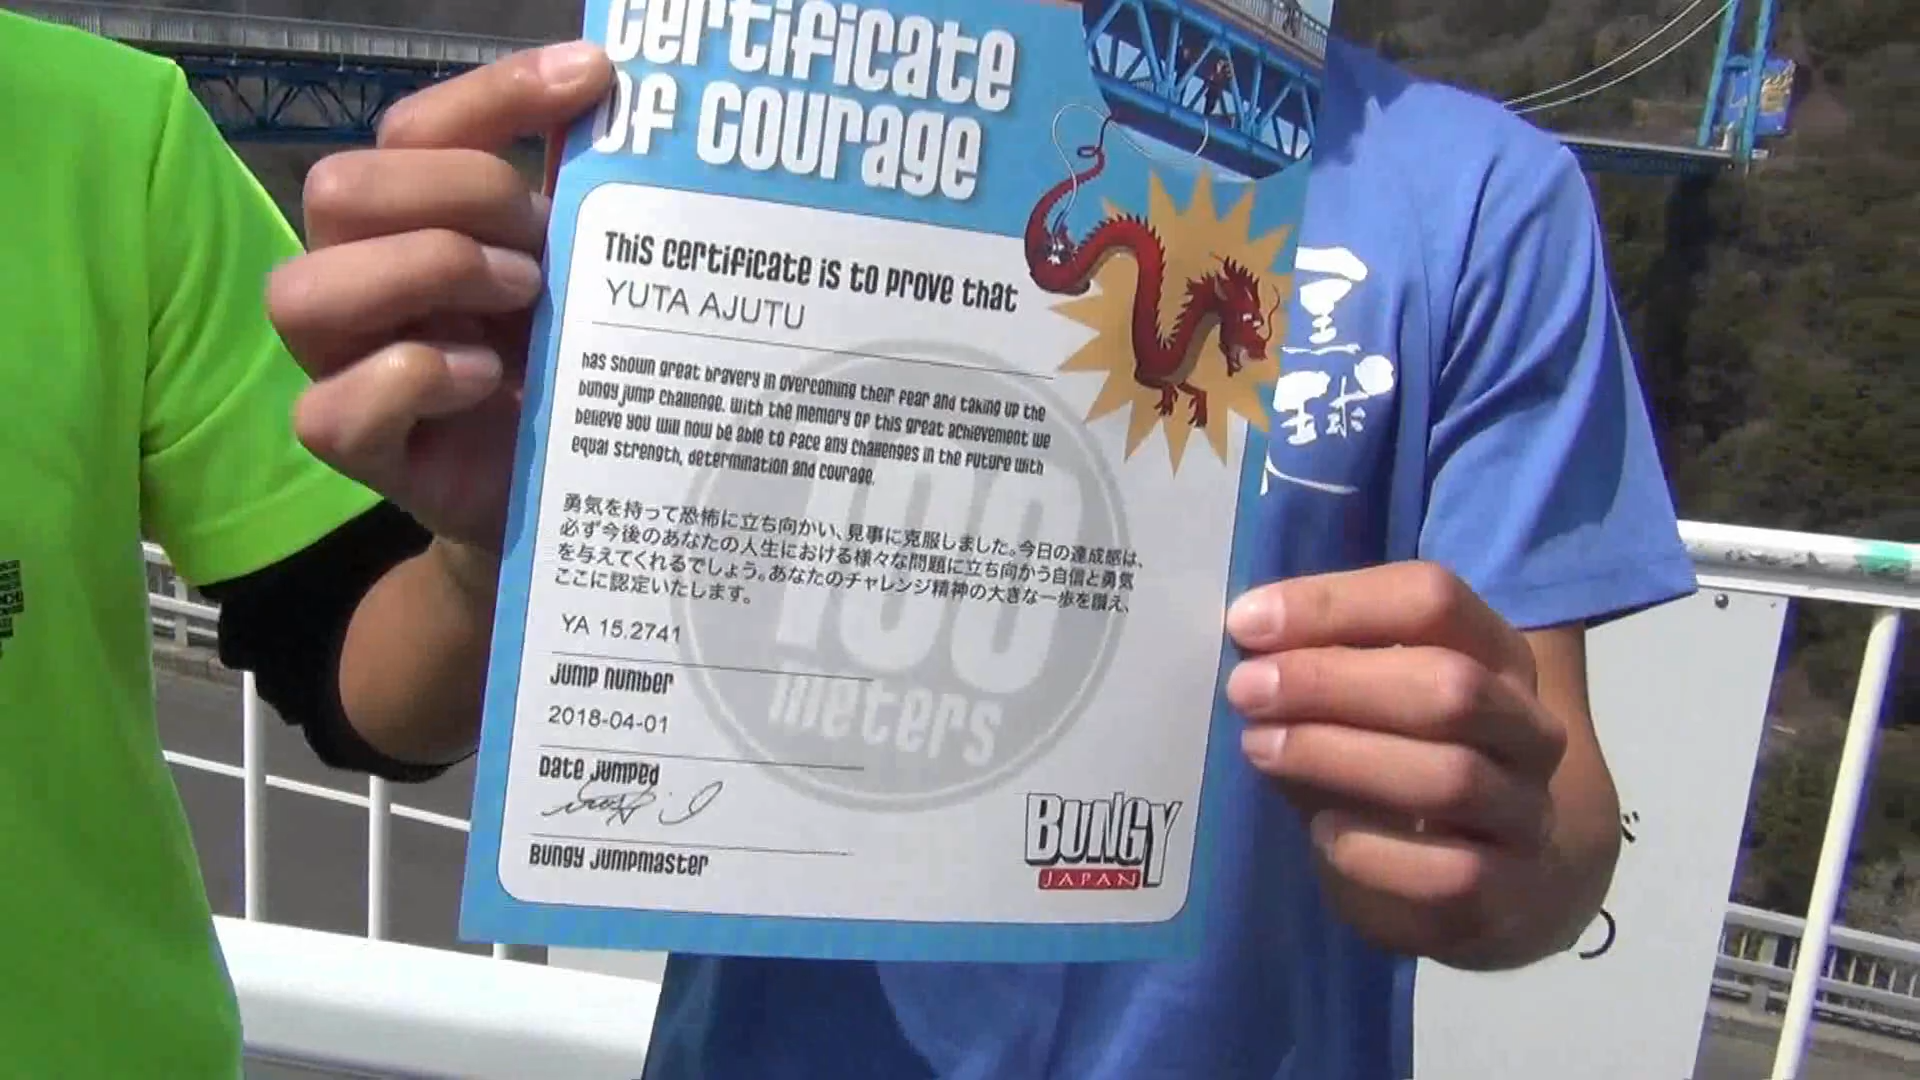 Certificate
of courage
This certificate is to prove that
YUTA AJUTU
has shown great bravery in overcoming their fear and taking up the
bungy jump challenge. With the memory of this great achievement we
believe you will now be able to face any challenges in the future with
equal strength, determination and courage.
勇気を持って恐怖に立ち向かい、見事に克服しました。今日の達成感は、
必ず今後のあなたの人生における様々な問題に立ち向かう自信と勇気
を与えてくれるでしょう。あなたのチャレンジ精神の大きな一歩を讃え、
ここに認定いたします。
100
meters
YA 15.2741
Jump number
2018-04-01
Date jumped
Bungy Jumpmaster
BUNGY
JAPAN
球